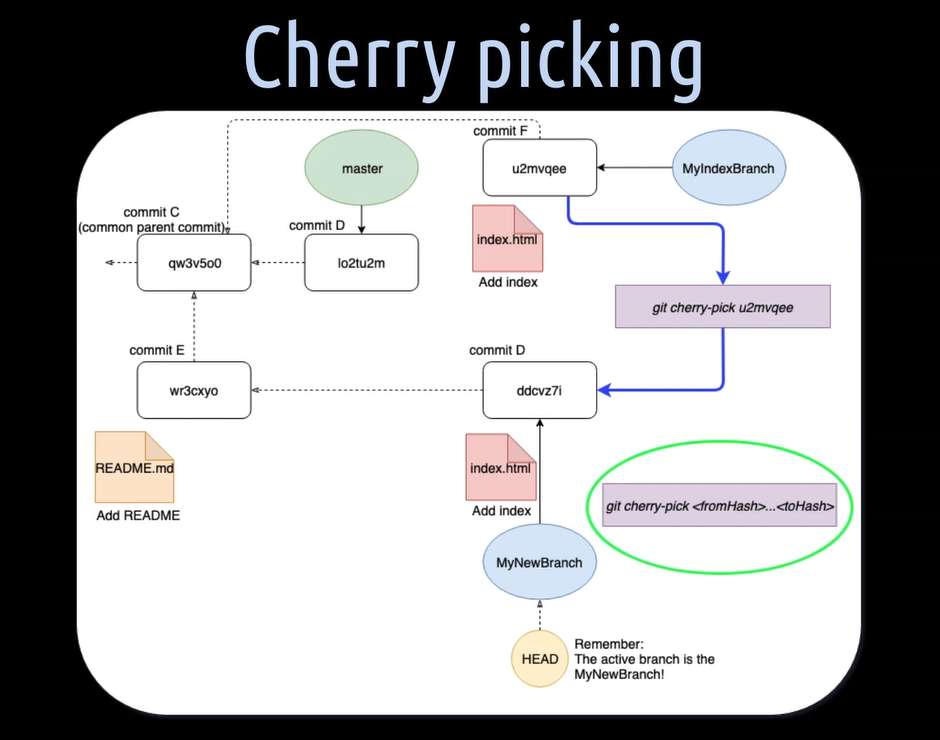 Cherry picking
commit F
master
u2mvqee
MyIndexBranch
commit C
(common parent commit)
commit D
qw3v5o0
lo2tu2m
index.html
Add index
git cherry-pick u2mvqee
commit E
commit D
wr3cxyo
ddcvz7i
README.md
Add README
index.html
Add index
git cherry-pick <fromHash>...<toHash>
MyNewBranch
HEAD
Remember:
The active branch is the
MyNewBranch!